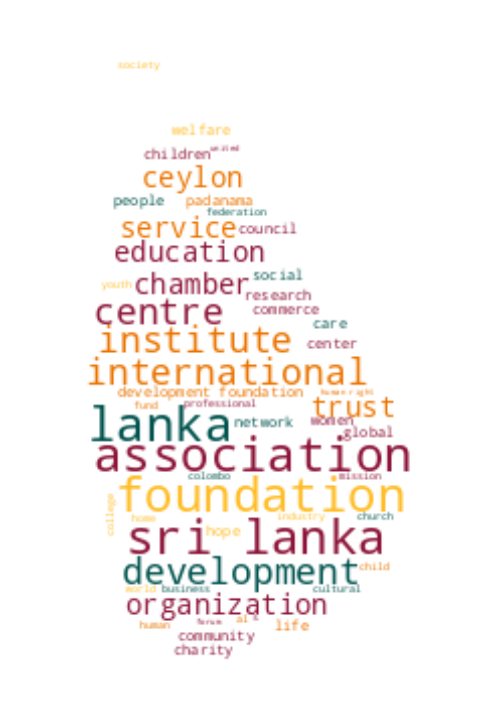 society
welfare
children united
ceylon
people padanama
federation
service council
education
chamber social
youth research
centre commerce
care
institute center
international
development foundation human right
fund professional trust
lanka network women
global
association
colombo mission
foundation
college
home industry church
sri lanka hope
development child
world business cultural
organization
human forum life
community
charity